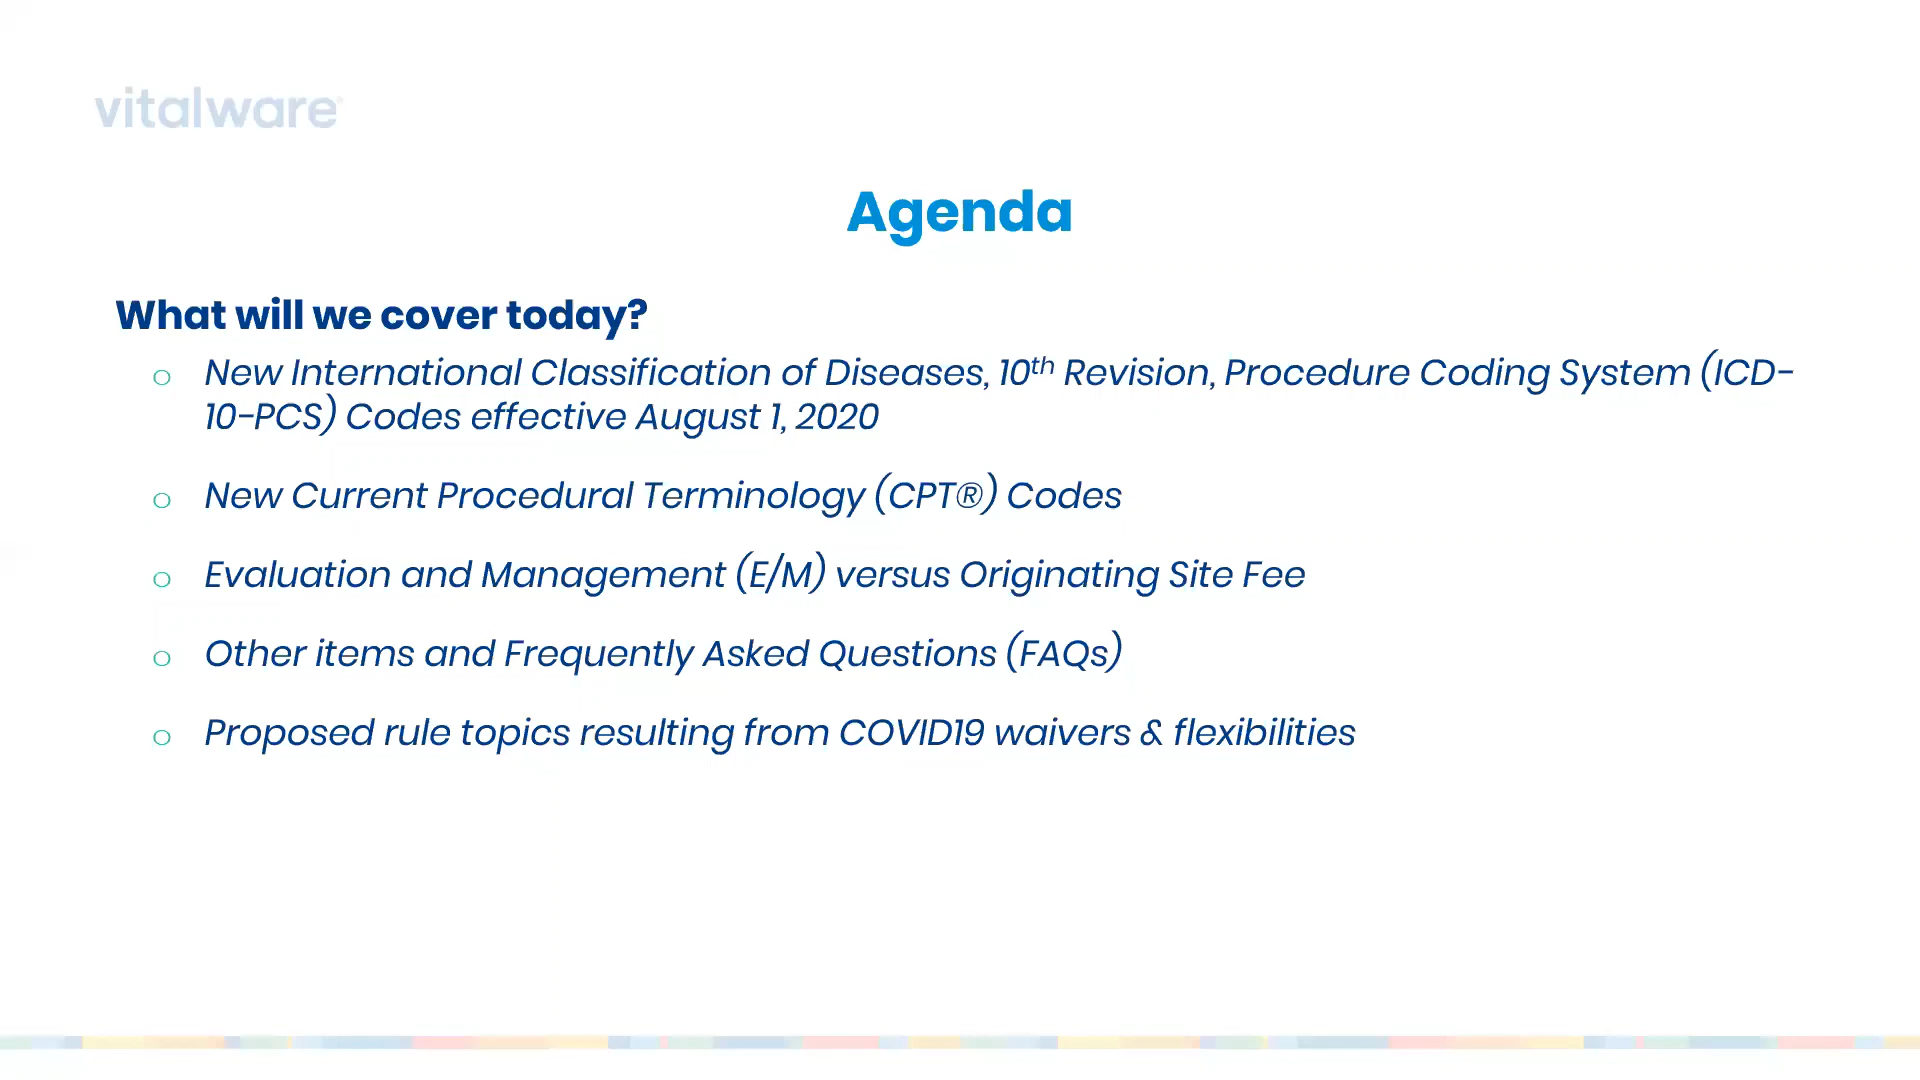 vitalware®
Agenda
What will we cover today?
o New International Classification of Diseases, 10th Revision, Procedure Coding System (ICD-
10-PCS) Codes effective August 1, 2020
o New Current Procedural Terminology (CPT®) Codes
o Evaluation and Management (E/M) versus Originating Site Fee
o Other items and Frequently Asked Questions (FAQs)
o Proposed rule topics resulting from COVID19 waivers & flexibilities